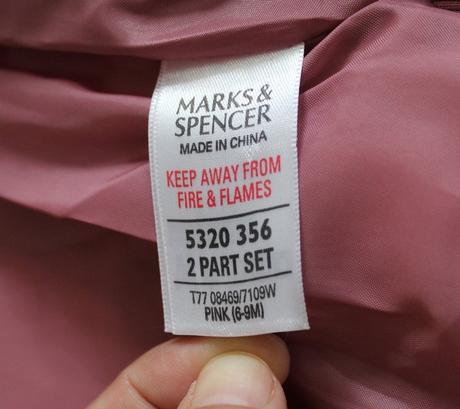 MARKS &
SPENCER
MADE IN CHINA
KEEP AWAY FROM
FIRE & FLAMES
5320 356
2 PART SET
T77 08469/7109W
PINK (6-9M)